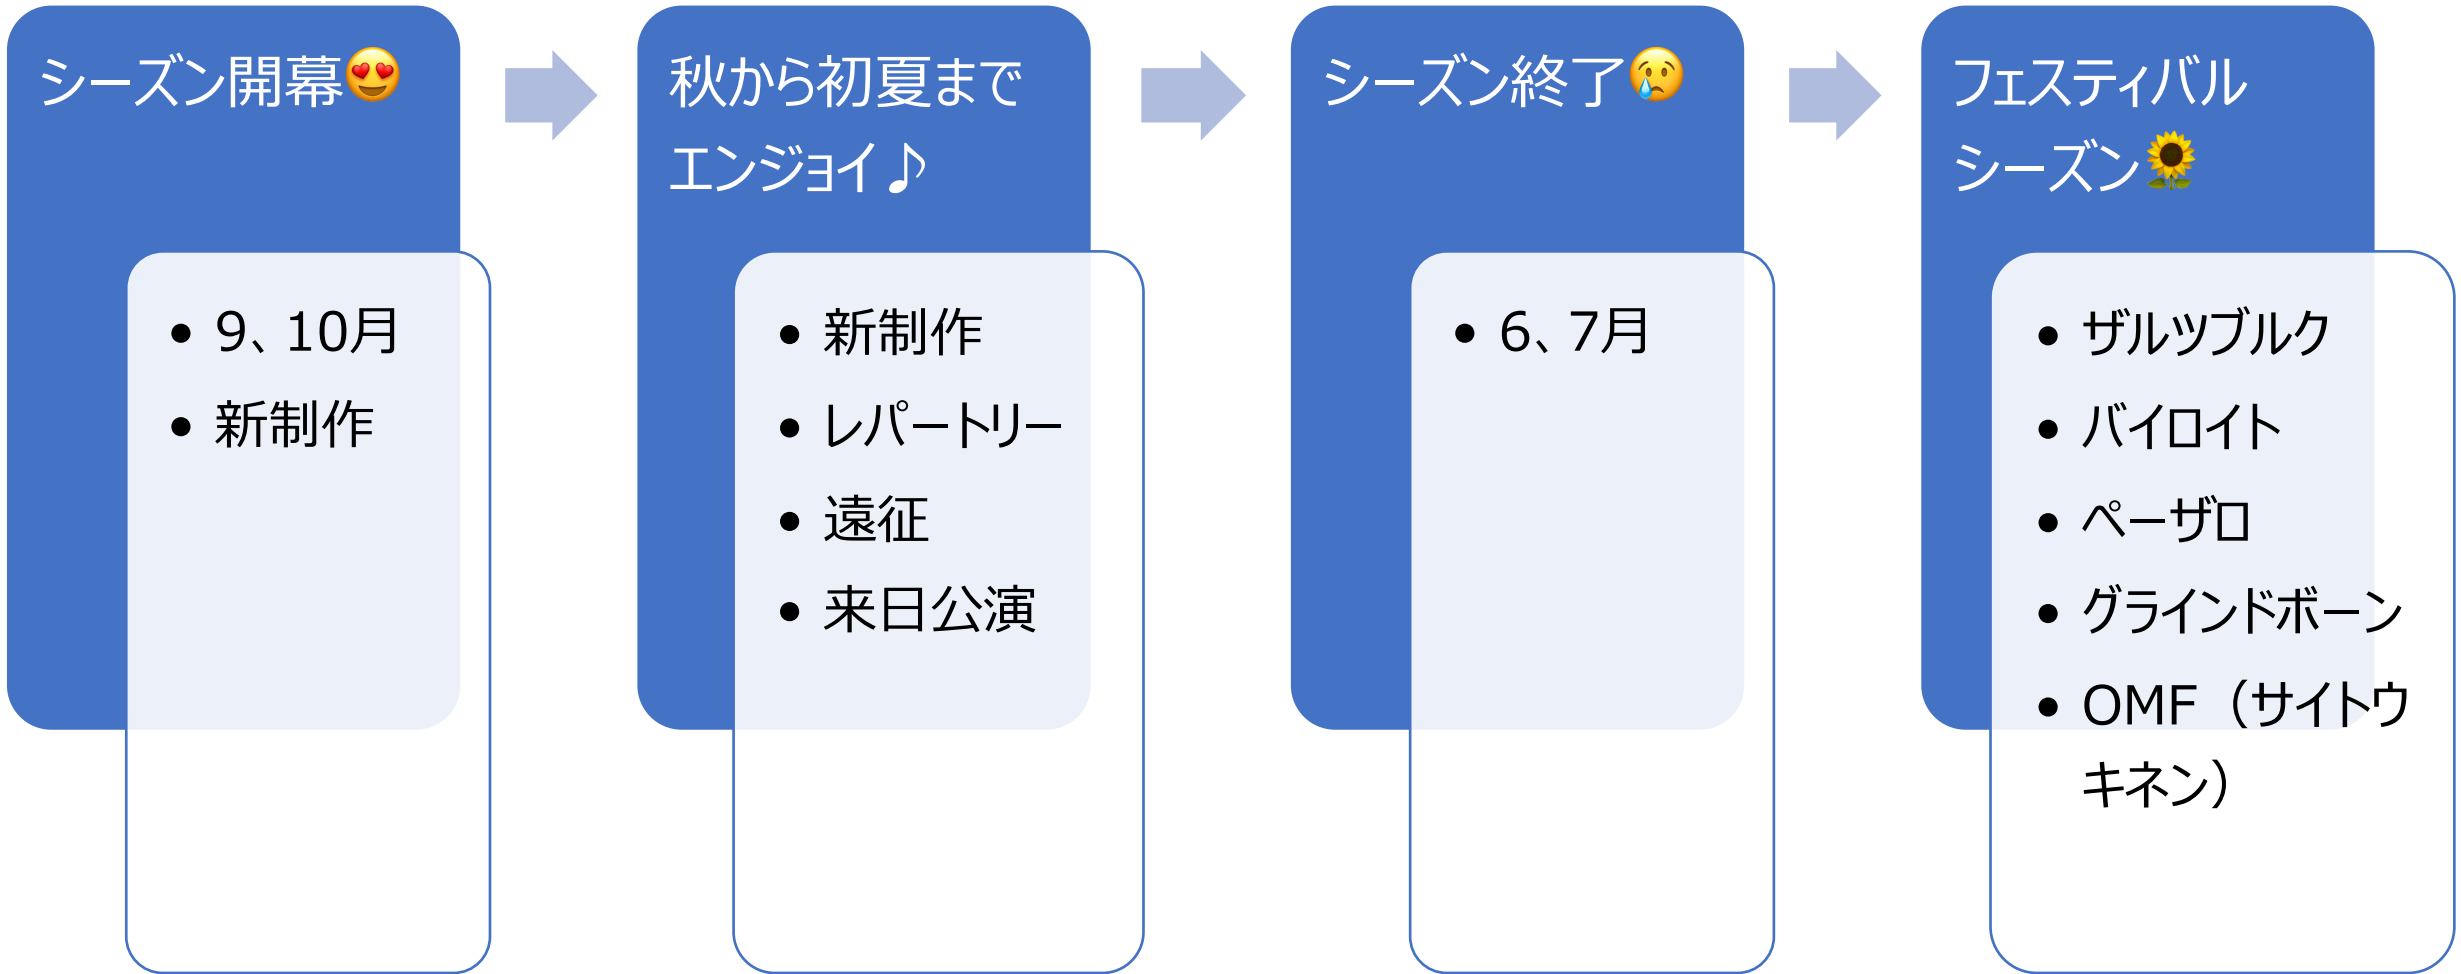 シーズン開幕😍
• 9、10月
• 新制作
秋から初夏まで
エンジョイ♪
• 新制作
• レパートリー
• 遠征
• 来日公演
シーズン終了😢
• 6、7月
フェスティバル
シーズン🌻
• ザルツブルク
• バイロイト
• ペーザロ
• グラインドボーン
• OMF（サイトウ
キネン）